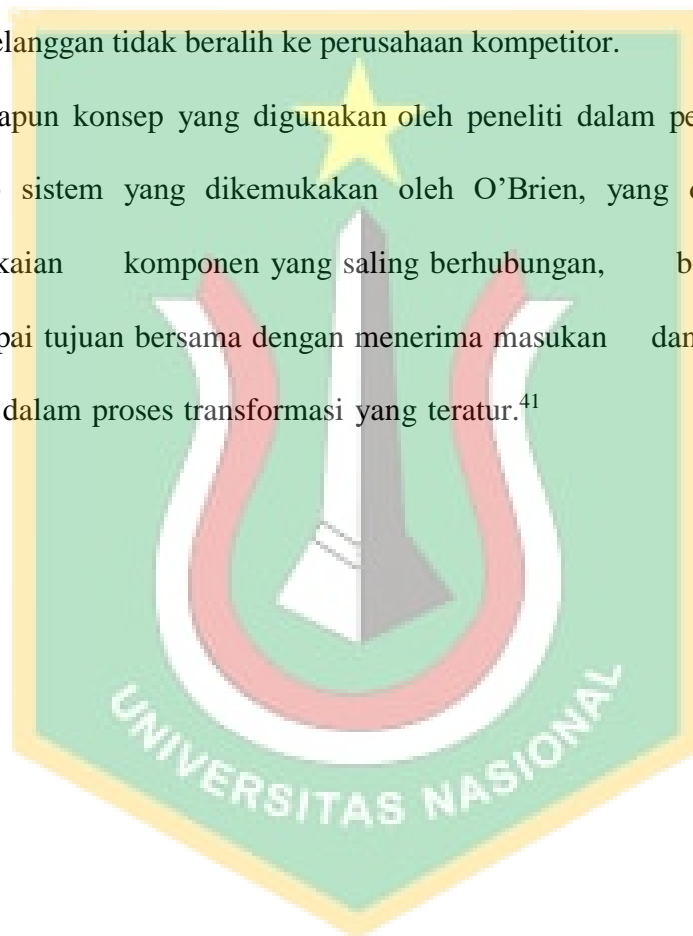 elanggan tidak beralih ke perusahaan kompetitor.
apun konsep yang digunakan oleh peneliti dalam pe
sistem yang dikemukakan oleh O’Brien, yang
kaian komponen yang saling berhubungan, b
pai tujuan bersama dengan menerima masukan dan
dalam proses transformasi yang teratur.41
UNIVERSITAS NASIONAL